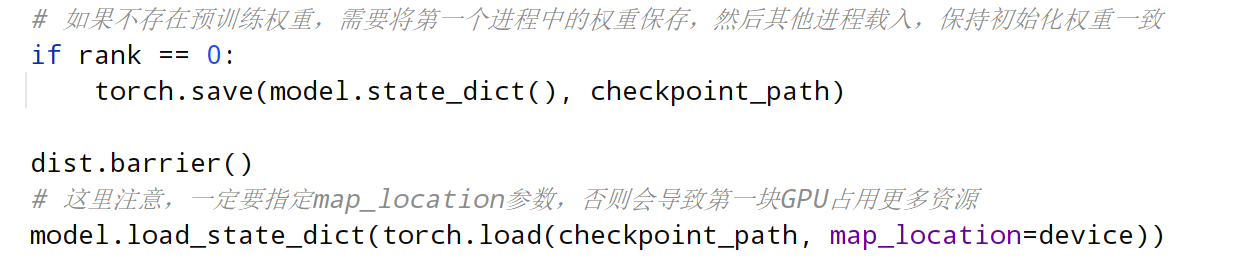 # 如果不存在预训练权重，需要将第一个进程中的权重保存，然后其他进程载入，保持初始化权重一致
if rank == 0:
    torch.save(model.state_dict(), checkpoint_path)
dist.barrier()
# 这里注意，一定要指定map_location参数，否则会导致第一块GPU占用更多资源
model.load_state_dict(torch.load(checkpoint_path, map_location=device))